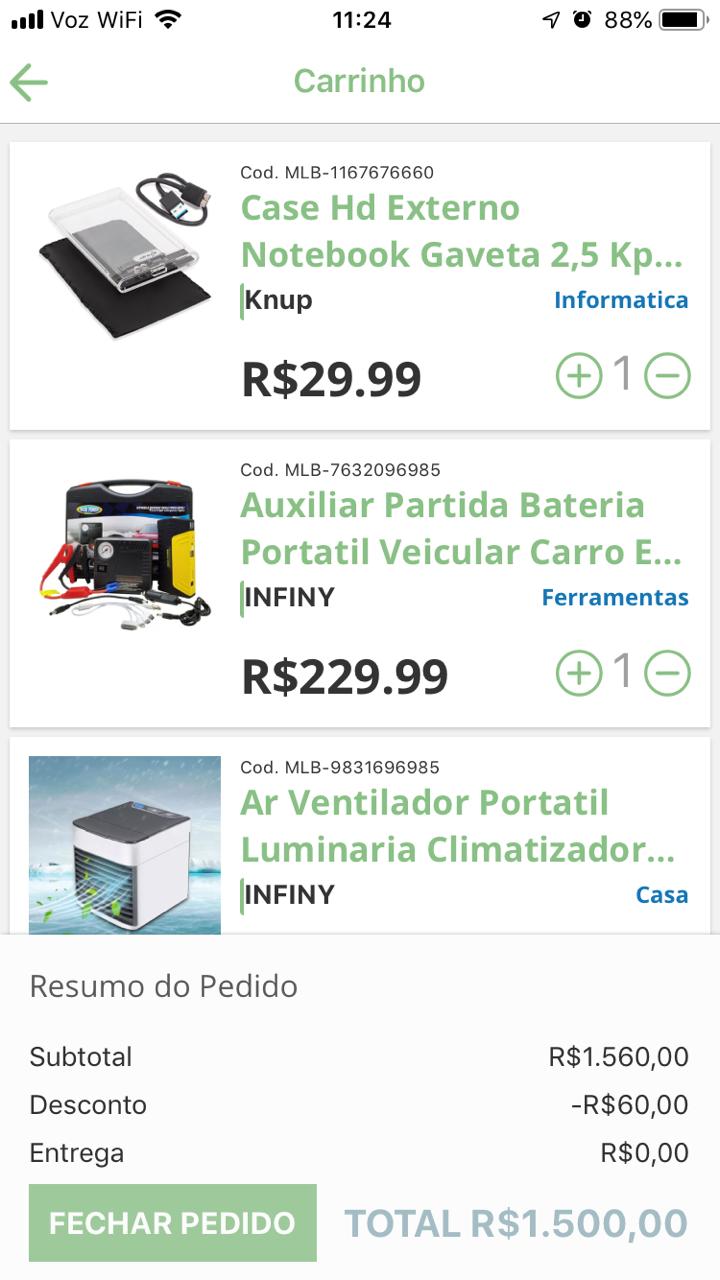 Voz WiFi 11:24 88%
Carrinho
Cod. MLB-1167676660
Case Hd Externo
Notebook Gaveta 2,5 Kp...
Knup Informatica
R$29.99 1
Cod. MLB-7632096985
Auxiliar Partida Bateria
Portatil Veicular Carro E...
INFINY Ferramentas
R$229.99 1
Cod. MLB-9831696985
Ar Ventilador Portatil
Luminaria Climatizador...
INFINY Casa
Resumo do Pedido
Subtotal R$1.560,00
Desconto -R$60,00
Entrega R$0,00
FECHAR PEDIDO TOTAL R$1.500,00